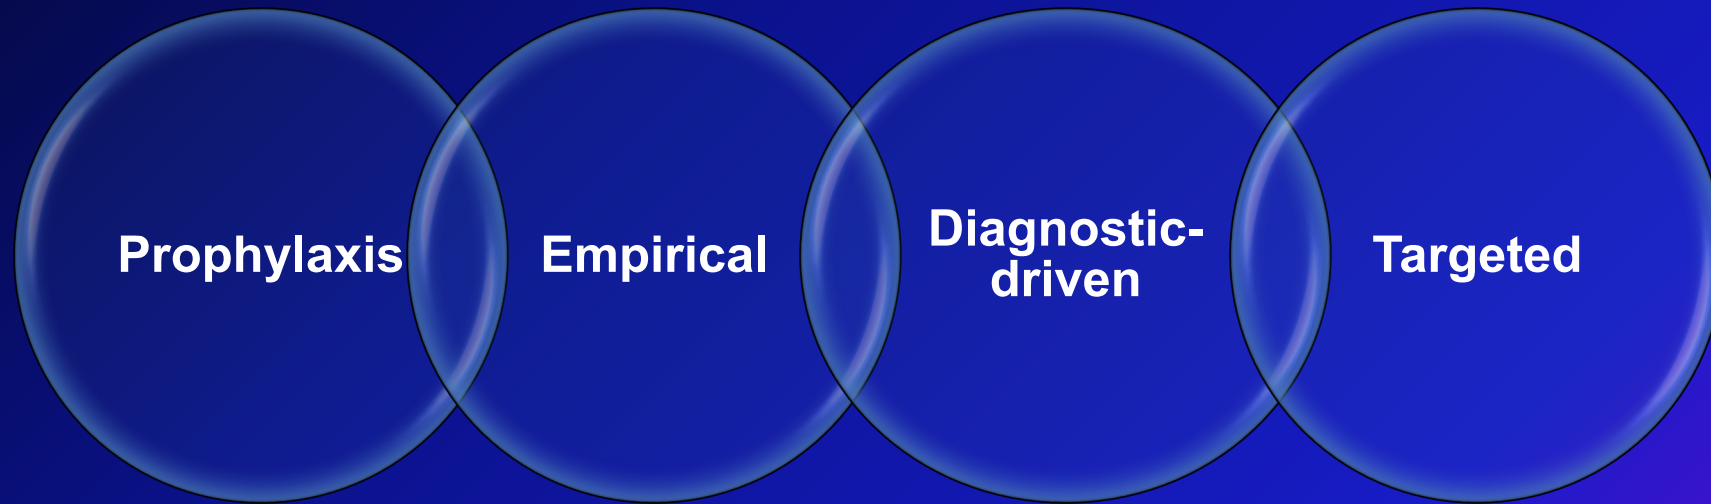 Prophylaxis
Empirical
Diagnostic-
driven
Targeted